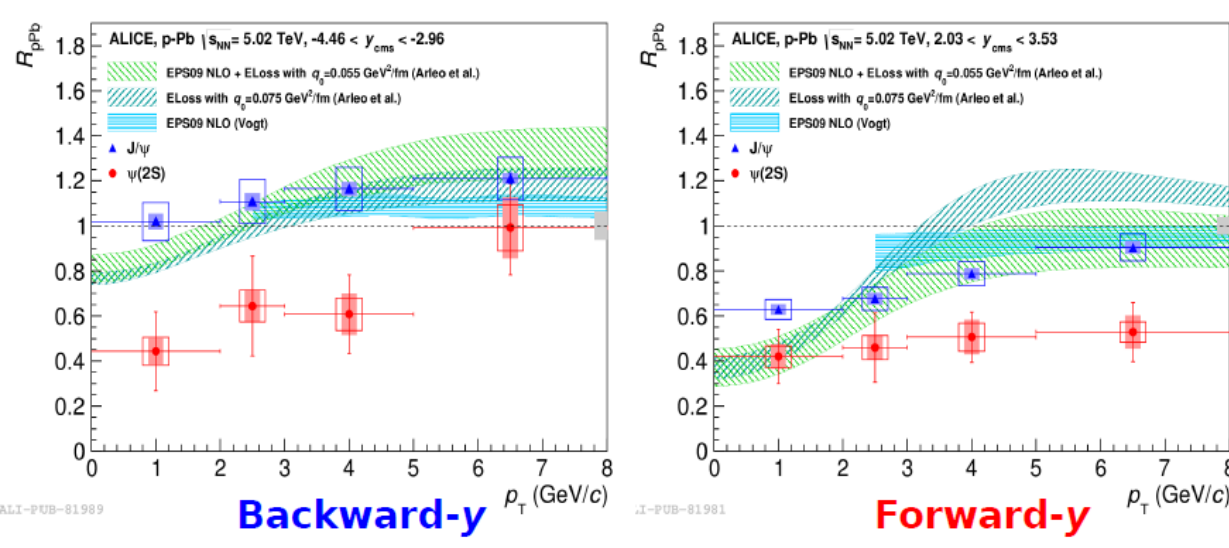 R_pPb
ALICE, p-Pb √s_NN= 5.02 TeV, -4.46 < y_cms < -2.96
EPS09 NLO + ELoss with q_0=0.055 GeV²/fm (Arleo et al.)
ELoss with q_0=0.075 GeV²/fm (Arleo et al.)
EPS09 NLO (Vogt)
J/ψ
ψ(2S)
1.8
1.6
1.4
1.2
1
0.8
0.6
0.4
0.2
0
0 1 2 3 4 5 6 7 8
p_T (GeV/c)
ALI-PUB-81989
Backward-y
R_pPb
ALICE, p-Pb √s_NN= 5.02 TeV, 2.03 < y_cms < 3.53
EPS09 NLO + ELoss with q_0=0.055 GeV²/fm (Arleo et al.)
ELoss with q_0=0.075 GeV²/fm (Arleo et al.)
EPS09 NLO (Vogt)
J/ψ
ψ(2S)
1.8
1.6
1.4
1.2
1
0.8
0.6
0.4
0.2
0
0 1 2 3 4 5 6 7 8
p_T (GeV/c)
I-PUB-81981
Forward-y